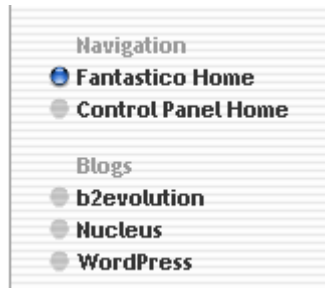 Navigation
Fantastico Home
Control Panel Home
Blogs
b2evolution
Nucleus
WordPress